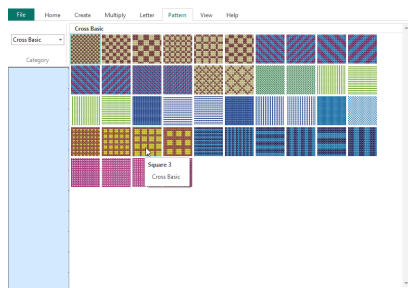 File Home Create Multiply Letter Pattern View Help
Cross Basic
Cross Basic
Category
Square 3
Cross Basic